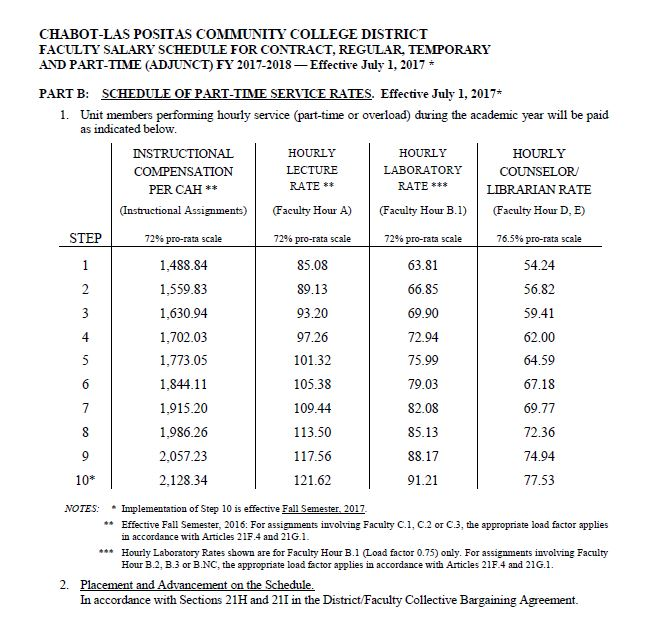 CHABOT-LAS POSITAS COMMUNITY COLLEGE DISTRICT
FACULTY SALARY SCHEDULE FOR CONTRACT, REGULAR, TEMPORARY
AND PART-TIME (ADJUNCT) FY 2017-2018 — Effective July 1, 2017 *
PART B: SCHEDULE OF PART-TIME SERVICE RATES. Effective July 1, 2017*
1. Unit members performing hourly service (part-time or overload) during the academic year will be paid
as indicated below.
INSTRUCTIONAL HOURLY HOURLY HOURLY
COMPENSATION LECTURE LABORATORY COUNSELOR/
PER CAH ** RATE ** RATE *** LIBRARIAN RATE
(Instructional Assignments) (Faculty Hour A) (Faculty Hour B.1) (Faculty Hour D, E)
STEP 72% pro-rata scale 72% pro-rata scale 72% pro-rata scale 76.5% pro-rata scale
1 1,488.84 85.08 63.81 54.24
2 1,559.83 89.13 66.85 56.82
3 1,630.94 93.20 69.90 59.41
4 1,702.03 97.26 72.94 62.00
5 1,773.05 101.32 75.99 64.59
6 1,844.11 105.38 79.03 67.18
7 1,915.20 109.44 82.08 69.77
8 1,986.26 113.50 85.13 72.36
9 2,057.23 117.56 88.17 74.94
10* 2,128.34 121.62 91.21 77.53
NOTES: * Implementation of Step 10 is effective Fall Semester, 2017.
** Effective Fall Semester, 2016: For assignments involving Faculty C.1, C.2 or C.3, the appropriate load factor applies
in accordance with Articles 21F.4 and 21G.1.
*** Hourly Laboratory Rates shown are for Faculty Hour B.1 (Load factor 0.75) only. For assignments involving Faculty
Hour B.2, B.3 or B.NC, the appropriate load factor applies in accordance with Articles 21F.4 and 21G.1.
2. Placement and Advancement on the Schedule.
In accordance with Sections 21H and 21I in the District/Faculty Collective Bargaining Agreement.